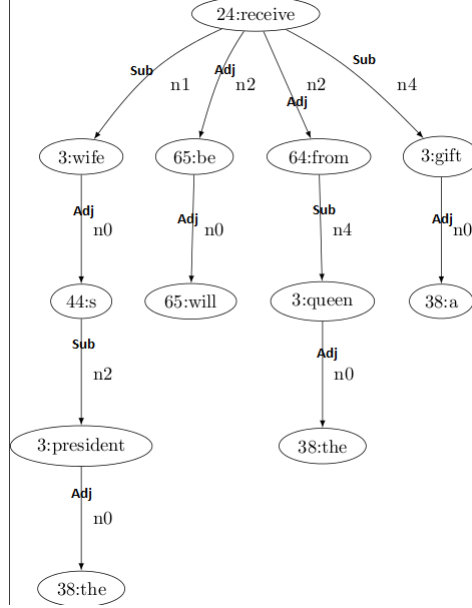 24:receive
Sub Adj Adj Sub
n1 n2 n2 n4
3:wife 65:be 64:from 3:gift
Adj Adj Sub Adj
n0 n0 n4 n0
44:s 65:will 3:queen 38:a
Sub Adj
n2 n0
3:president 38:the
Adj
n0
38:the